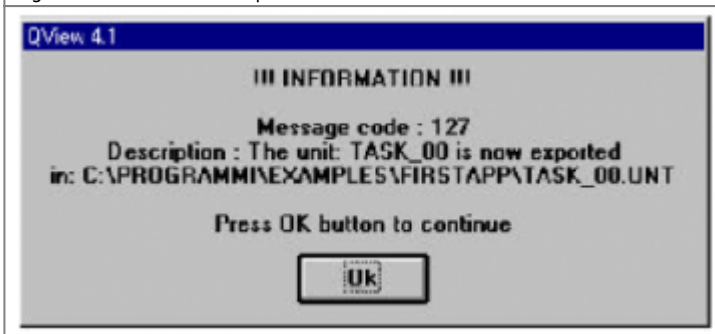 QView 4.1
!!! INFORMATION !!!
Message code : 127
Description : The unit: TASK_00 is now exported
in: C:\PROGRAMMI\EXAMPLES\FIRSTAPP\TASK_00.UNT
Press OK button to continue
Ok